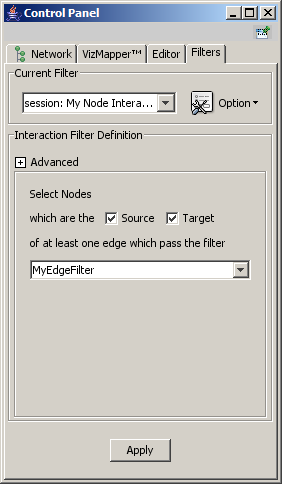 Control Panel
Network VizMapper™ Editor Filters
Current Filter
session: My Node Intera... Option
Interaction Filter Definition
Advanced
Select Nodes
which are the Source Target
of at least one edge which pass the filter
MyEdgeFilter
Apply